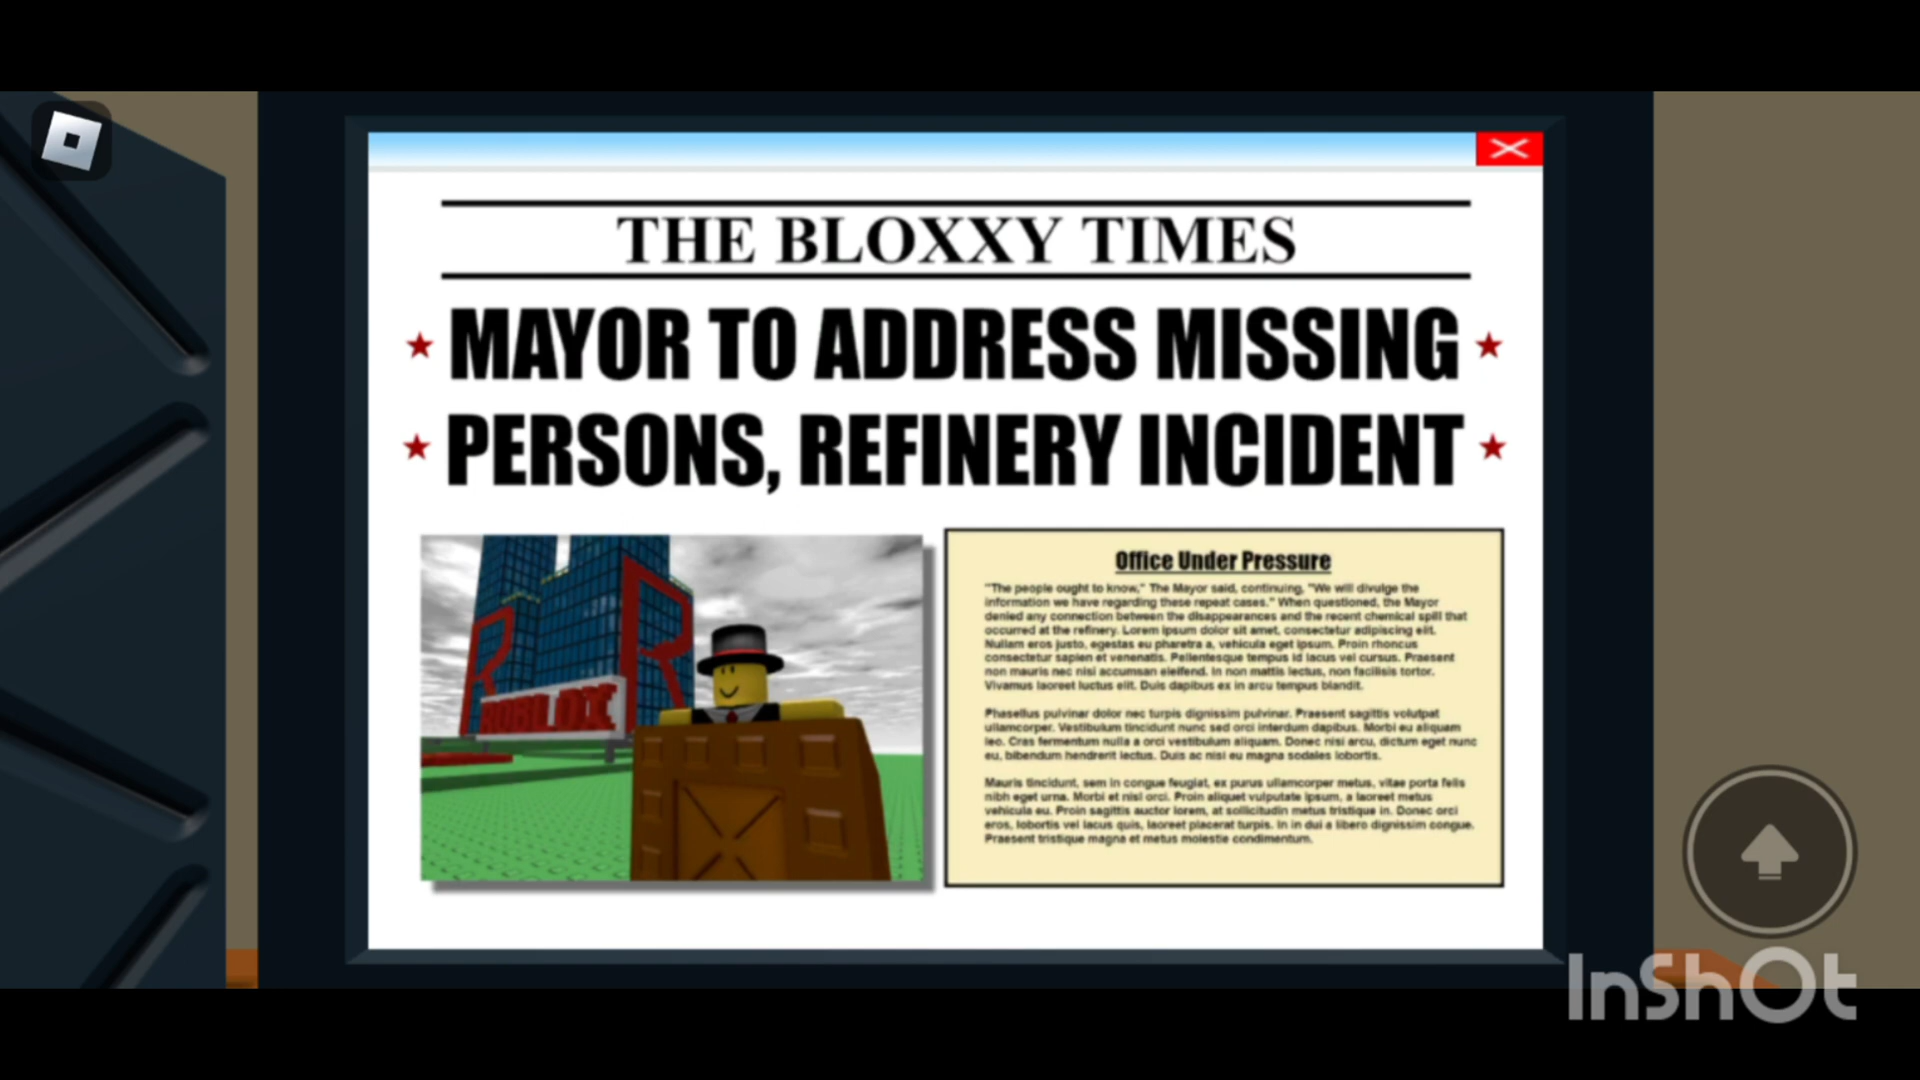 THE BLOXXY TIMES
MAYOR TO ADDRESS MISSING
PERSONS, REFINERY INCIDENT
ROBLOX
Office Under Pressure
"The people ought to know," The Mayor said, continuing, "We will divulge the
information we have regarding these repeat cases." When questioned, the Mayor
denied any connection between the disappearances and the recent chemical spill that
occurred at the refinery. Lorem ipsum dolor sit amet, consectetur adipiscing elit.
Nullam eros justo, egestas eu pharetra a, vehicula eget ipsum. Proin rhoncus
consectetur sapien et venenatis. Pellentesque tempus id lacus vel cursus. Praesent
non mauris nec nisi accumsan eleifend. In non mattis lectus, non facilisis tortor.
Vivamus laoreet luctus elit. Duis dapibus ex in arcu tempus blandit.
Phasellus pulvinar dolor nec turpis dignissim pulvinar. Praesent sagittis volutpat
ullamcorper. Vestibulum tincidunt nunc sed orci interdum dapibus. Morbi eu aliquam
leo. Cras fermentum nulla a orci vestibulum aliquam. Donec nisi arcu, dictum eget nunc
eu, bibendum hendrerit lectus. Duis ac nisl eu magna sodales lobortis.
Mauris tincidunt, sem in congue feugiat, ex purus ullamcorper metus, vitae porta felis
nibh eget urna. Morbi et nisl orci. Proin aliquet vulputate ipsum, a laoreet metus
vehicula eu. Proin sagittis auctor lorem, at sollicitudin metus tristique in. Donec orci
eros, lobortis vel lacus quis, laoreet placerat turpis. In in dui a libero dignissim congue.
Praesent tristique magna et metus molestie condimentum.
InShOt